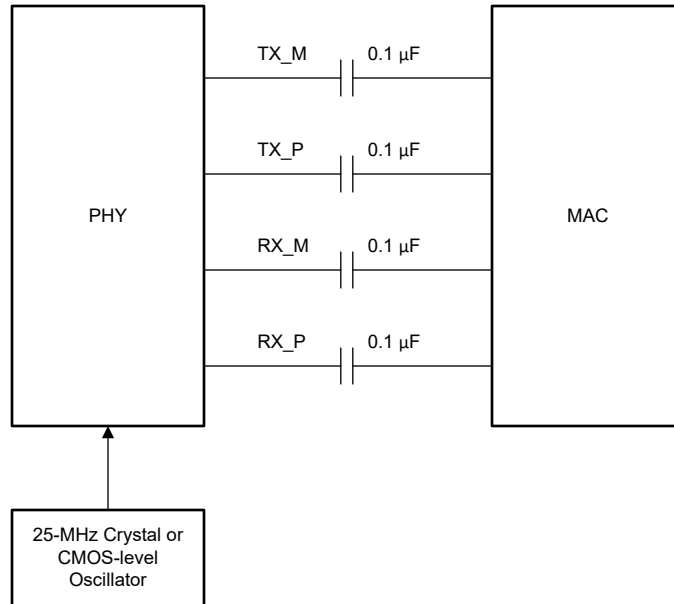 TX_M 0.1 µF
TX_P 0.1 µF
PHY
MAC
RX_M 0.1 µF
RX_P 0.1 µF
25-MHz Crystal or
CMOS-level
Oscillator